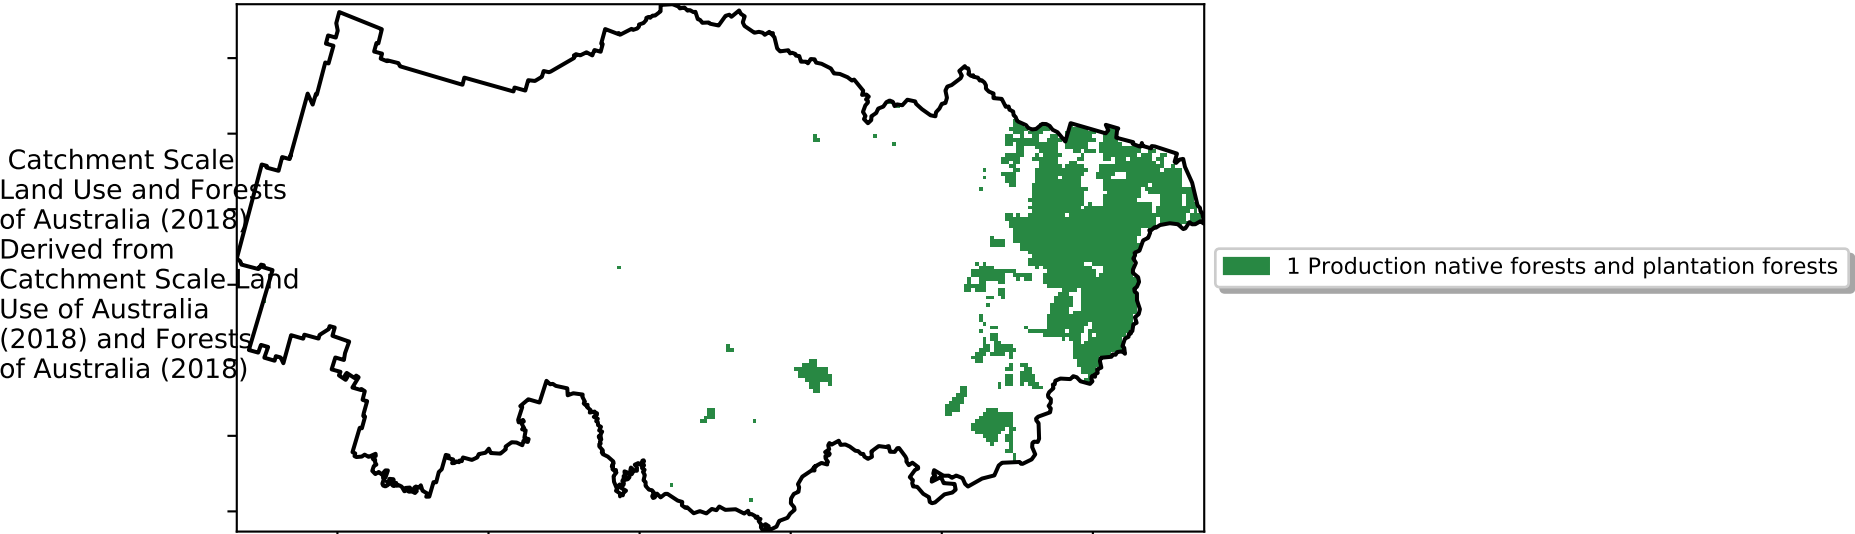 Catchment Scale
Land Use and Forests
of Australia (2018)
Derived from
Catchment Scale Land
Use of Australia
(2018) and Forests
of Australia (2018)
1 Production native forests and plantation forests